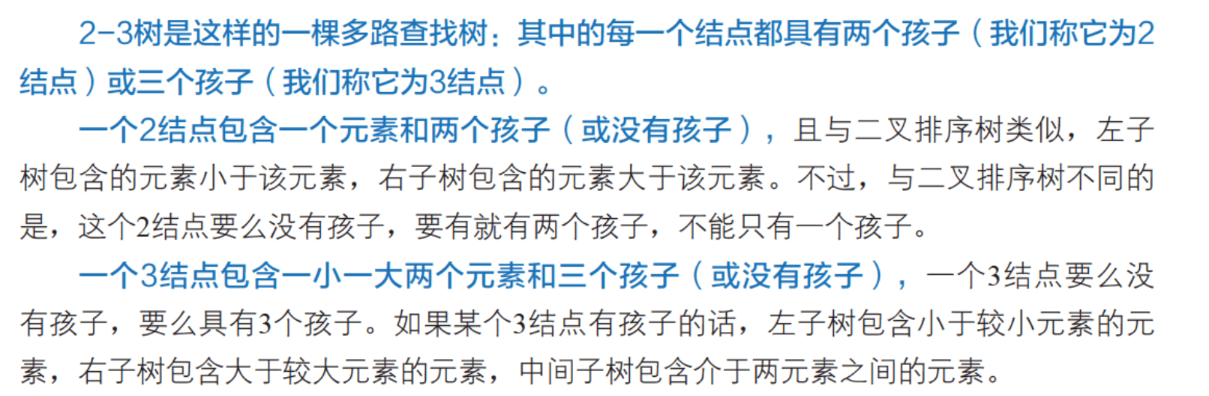 2-3树是这样的一棵多路查找树：其中的每一个结点都具有两个孩子（我们称它为2
结点）或三个孩子（我们称它为3结点）。
一个2结点包含一个元素和两个孩子（或没有孩子），且与二叉排序树类似，左子
树包含的元素小于该元素，右子树包含的元素大于该元素。不过，与二叉排序树不同的
是，这个2结点要么没有孩子，要有就有两个孩子，不能只有一个孩子。
一个3结点包含一小一大两个元素和三个孩子（或没有孩子），一个3结点要么没
有孩子，要么具有3个孩子。如果某个3结点有孩子的话，左子树包含小于较小元素的元
素，右子树包含大于较大元素的元素，中间子树包含介于两元素之间的元素。